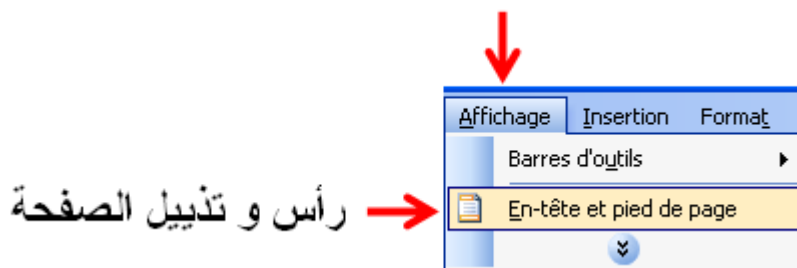 Affichage Insertion Format
Barres d'outils
En-tête et pied de page
رأس و تذييل الصفحة